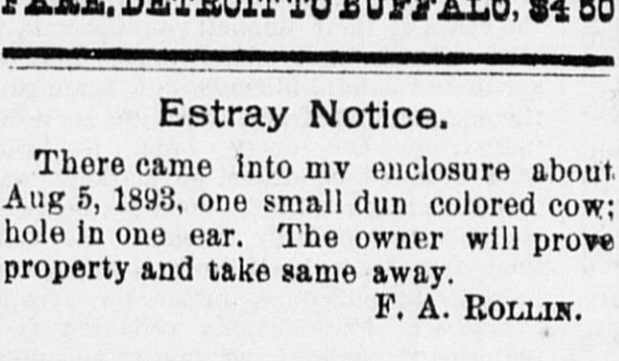 FARE, DETROIT TO BUFFALO, $4 50
Estray Notice.
There came into my enclosure about
Aug 5, 1893, one small dun colored cow;
hole in one ear. The owner will prove
property and take same away.
F. A. ROLLIN.